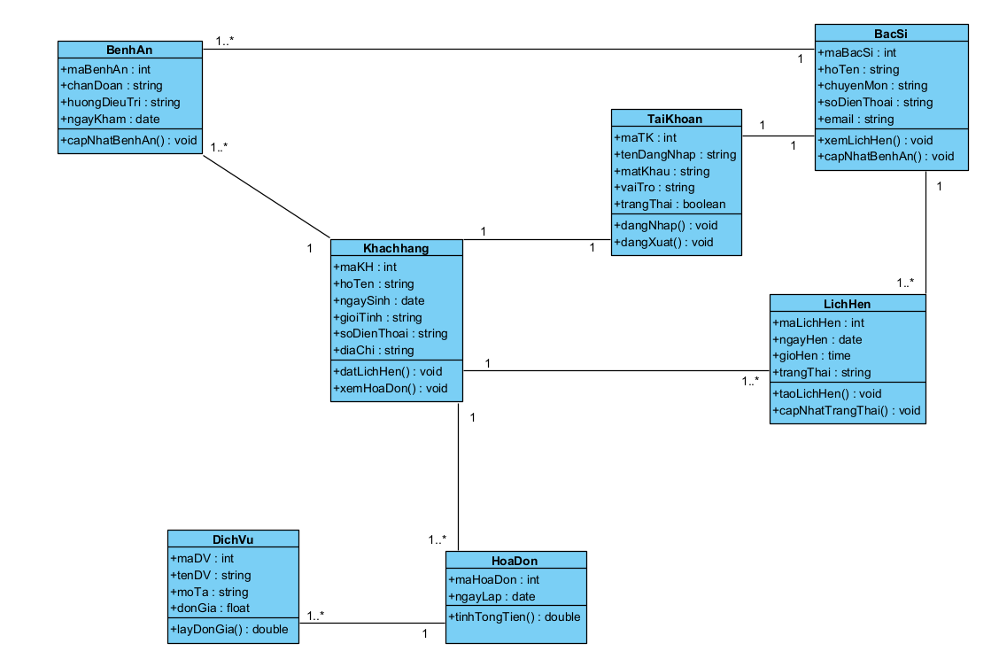 BenhAn
+maBenhAn : int
+chanDoan : string
+huongDieuTri : string
+ngayKham : date
+capNhatBenhAn() : void
1..*
1
1..*
1
BacSi
+maBacSi : int
+hoTen : string
+chuyenMon : string
+soDienThoai : string
+email : string
+xemLichHen() : void
+capNhatBenhAn() : void
TaiKhoan
+maTK : int
+tenDangNhap : string
+matKhau : string
+vaiTro : string
+trangThai : boolean
+dangNhap() : void
+dangXuat() : void
1
1
1
1..*
1
1
Khachhang
+maKH : int
+hoTen : string
+ngaySinh : date
+gioiTinh : string
+soDienThoai : string
+diaChi : string
+datLichHen() : void
+xemHoaDon() : void
LichHen
+maLichHen : int
+ngayHen : date
+gioHen : time
+trangThai : string
+taoLichHen() : void
+capNhatTrangThai() : void
1
1..*
1
1..*
DichVu
+maDV : int
+tenDV : string
+moTa : string
+donGia : float
+layDonGia() : double
1..*
1
HoaDon
+maHoaDon : int
+ngayLap : date
+tinhTongTien() : double